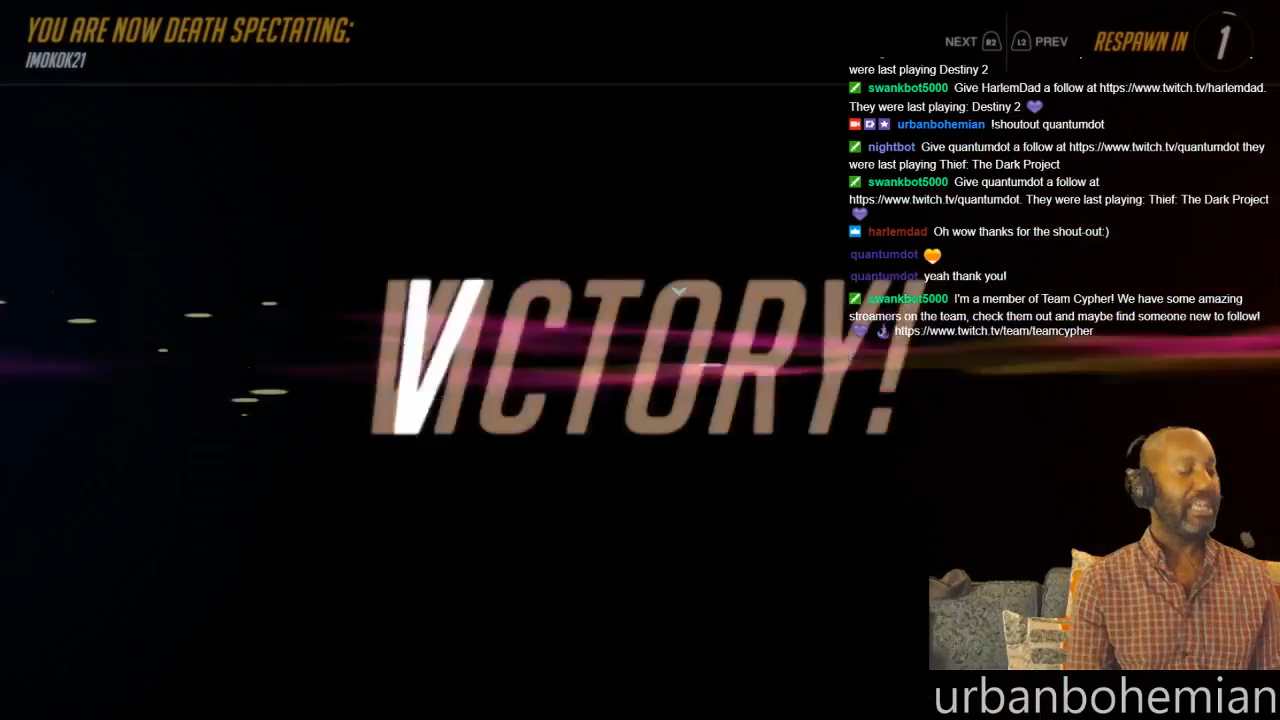 YOU ARE NOW DEATH SPECTATING:
IMOKOK21
NEXT R2 L2 PREV
RESPAWN IN 1
were last playing Destiny 2
swankbot5000 Give HarlemDad a follow at https://www.twitch.tv/harlemdad.
They were last playing: Destiny 2
urbanbohemian !shoutout quantumdot
nightbot Give quantumdot a follow at https://www.twitch.tv/quantumdot they
were last playing Thief: The Dark Project
swankbot5000 Give quantumdot a follow at
https://www.twitch.tv/quantumdot. They were last playing: Thief: The Dark Project
harlemdad Oh wow thanks for the shout-out:)
quantumdot
quantumdot yeah thank you!
swankbot5000 I'm a member of Team Cypher! We have some amazing
streamers on the team, check them out and maybe find someone new to follow!
https://www.twitch.tv/team/teamcypher
VICTORY!
urbanbohemian